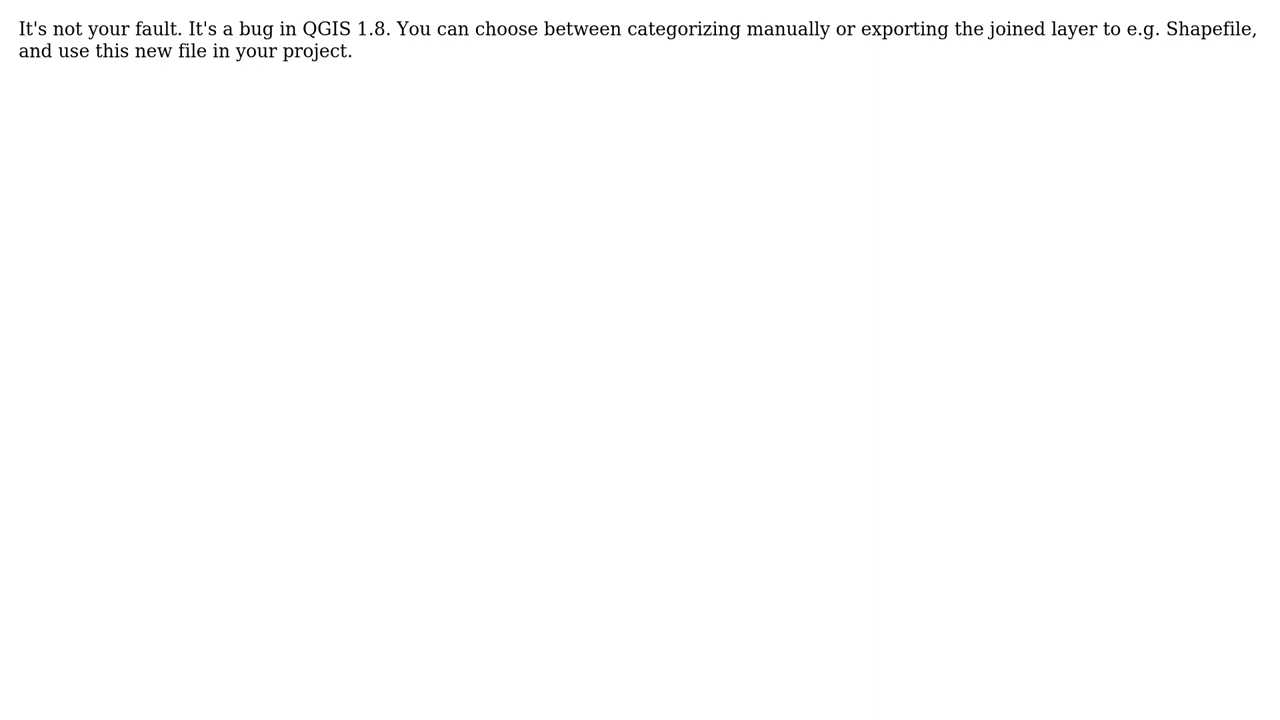 It's not your fault. It's a bug in QGIS 1.8. You can choose between categorizing manually or exporting the joined layer to e.g. Shapefile,
and use this new file in your project.